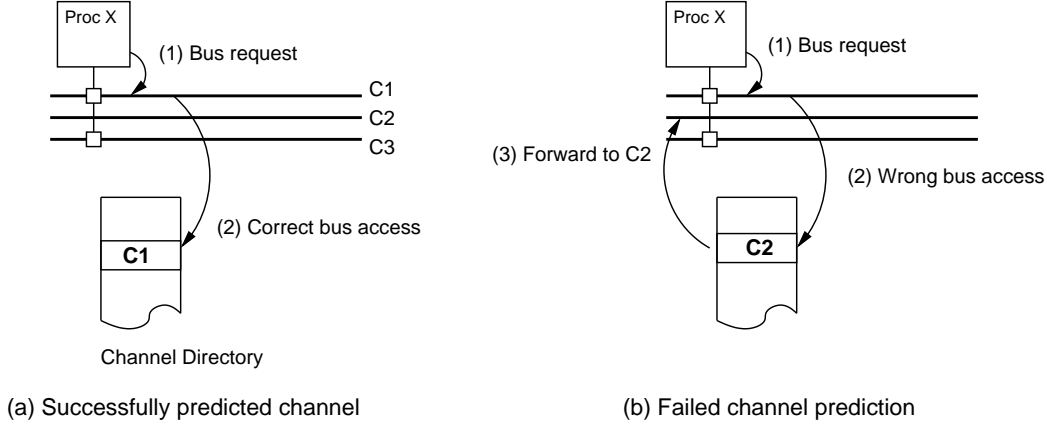 Proc X
(1) Bus request
C1
C2
C3
(2) Correct bus access
C1
Channel Directory
(a) Successfully predicted channel
Proc X
(1) Bus request
(3) Forward to C2
(2) Wrong bus access
C2
(b) Failed channel prediction